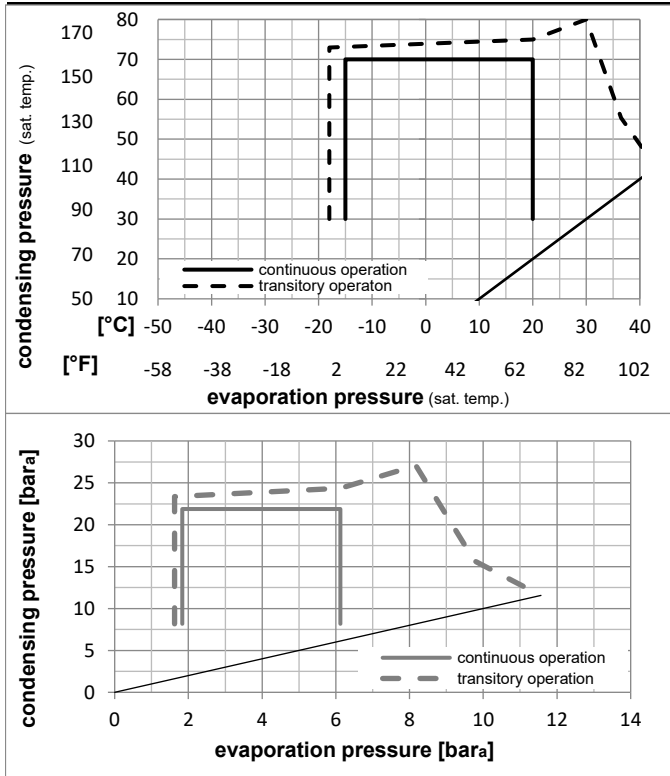 condensing pressure (sat. temp.)
170 80
150 70
130 60
50
110 40
90 30
70 20
50 10
continuous operation
transitory operaton
[°C] -50 -40 -30 -20 -10 0 10 20 30 40
[°F] -58 -38 -18 2 22 42 62 82 102
evaporation pressure (sat. temp.)
condensing pressure [bara]
30
25
20
15
10
5
0
continuous operation
transitory operation
0 2 4 6 8 10 12 14
evaporation pressure [bara]